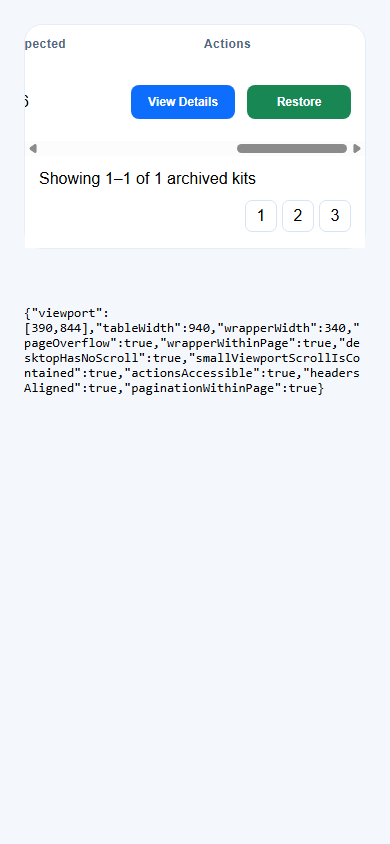 pected Actions
6 View Details Restore
Showing 1–1 of 1 archived kits
1 2 3
{"viewport":
[390,844],"tableWidth":940,"wrapperWidth":340,"
pageOverflow":true,"wrapperWithinPage":true,"de
sktopHasNoScroll":true,"smallViewportScrollIsCo
ntained":true,"actionsAccessible":true,"headers
Aligned":true,"paginationWithinPage":true}